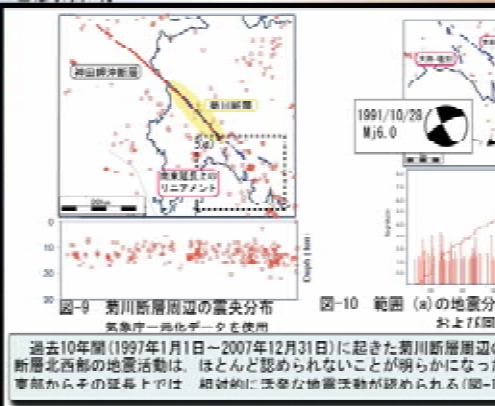 神田岬沖断層
菊川断層
(a)
南東延長上の
リニアメント
20km
0
10
20
30
Depth (km)
図-9 菊川断層周辺の震央分布
気象庁一元化データを使用
1991/10/28
Mj6.0
図-10 範囲 (a)の地震分
および回
過去10年間(1997年1月1日～2007年12月31日)に起きた菊川断層周辺の
断層北西部の地震活動は、ほとんど認められないことが明らかになった
東部からその延長上では、相対的に活発な地震活動が認められる(図-1